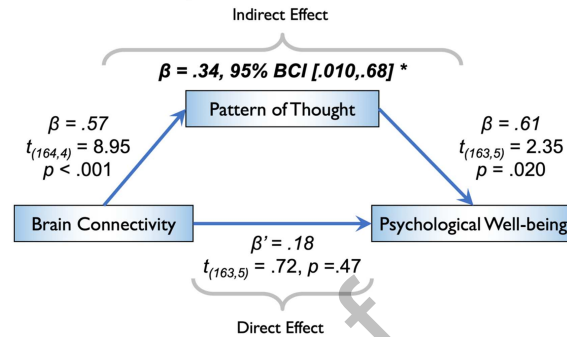 Indirect Effect
β = .34, 95% BCI [.010,.68] *
Pattern of Thought
β = .57
t(164,4) = 8.95
p < .001
β = .61
t(163,5) = 2.35
p = .020
Brain Connectivity
Psychological Well-being
β’ = .18
t(163,5) = .72, p =.47
Direct Effect
f